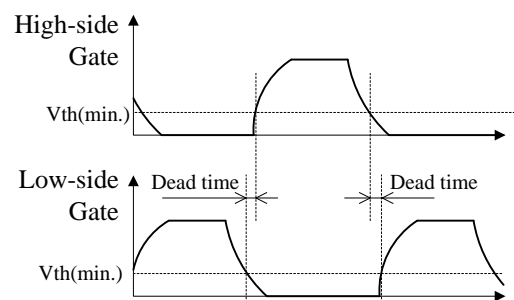 High-side
Gate
Vth(min.)
Low-side
Gate
Dead time
Dead time
Vth(min.)